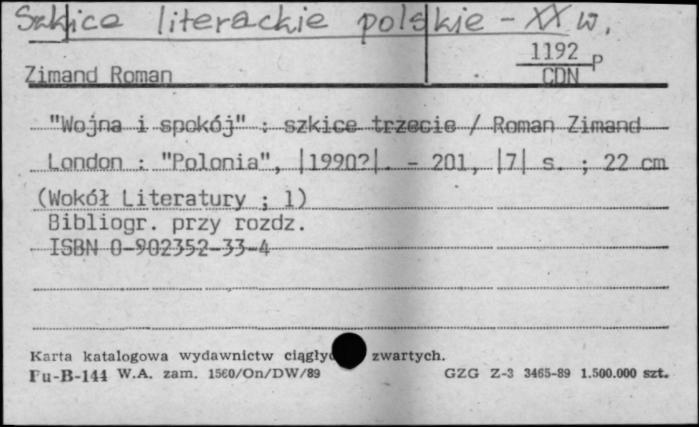 Szkice literackie polskie - XX w.
1192 P
Zimand Roman CDN
"Wojna i spokój" : szkice trzecie / Roman Zimand
London : "Polonia", |1990?|. - 201, |7| s. ; 22 cm
(Wokół Literatury ; 1)
Bibliogr. przy rozdz.
ISBN 0-902352-33-4
Karta katalogowa wydawnictw zwartych.
Pu-B-144 W.A. zam. 1560/On/DW/89 GZG Z-3 3465-89 1.500.000 szt.